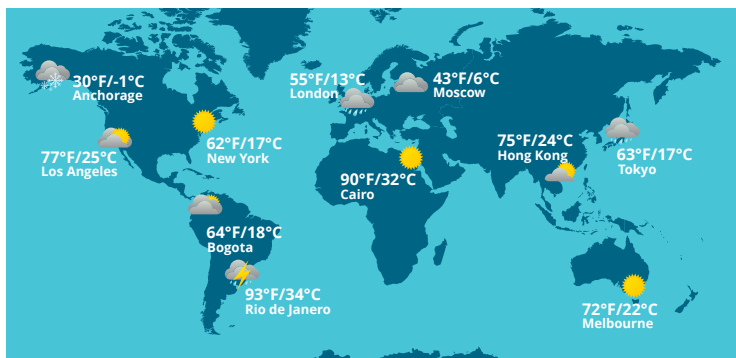 30°F/-1°C
Anchorage
55°F/13°C
London
43°F/6°C
Moscow
77°F/25°C
Los Angeles
62°F/17°C
New York
90°F/32°C
Cairo
75°F/24°C
Hong Kong
63°F/17°C
Tokyo
64°F/18°C
Bogota
93°F/34°C
Rio de Janero
72°F/22°C
Melbourne